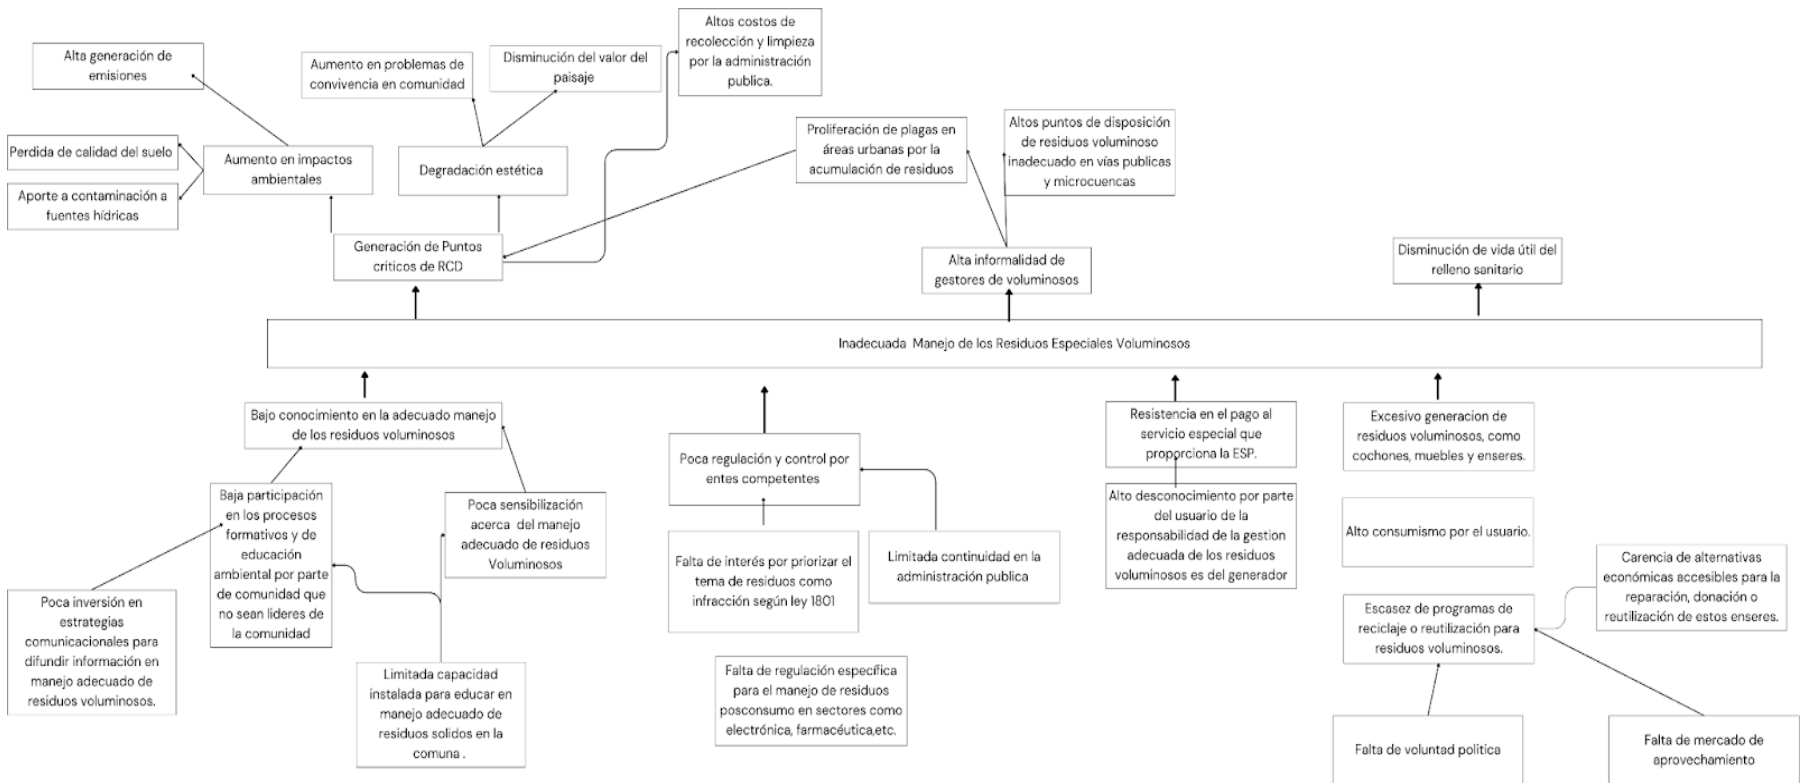 Altos costos de
recolección y limpieza
por la administración
publica.
Alta generación de
emisiones
Aumento en problemas de
convivencia en comunidad
Disminución del valor del
paisaje
Perdida de calidad del suelo
Aporte a contaminación a
fuentes hídricas
Aumento en impactos
ambientales
Degradación estética
Proliferación de plagas en
áreas urbanas por la
acumulación de residuos
Altos puntos de disposición
de residuos voluminoso
inadecuado en vías publicas
y microcuencas
Generación de Puntos
criticos de RCD
Alta informalidad de
gestores de voluminosos
Disminución de vida útil del
relleno sanitario
Inadecuada Manejo de los Residuos Especiales Voluminosos
Bajo conocimiento en la adecuado manejo
de los residuos voluminosos
Baja participación
en los procesos
formativos y de
educación
ambiental por parte
de comunidad que
no sean lideres de
la comunidad
Poca sensibilización
acerca del manejo
adecuado de residuos
Voluminosos
Poca inversión en
estrategias
comunicacionales para
difundir información en
manejo adecuado de
residuos voluminosos.
Limitada capacidad
instalada para educar en
manejo adecuado de
residuos solidos en la
comuna .
Poca regulación y control por
entes competentes
Falta de interés por priorizar el
tema de residuos como
infracción según ley 1801
Limitada continuidad en la
administración publica
Falta de regulación específica
para el manejo de residuos
posconsumo en sectores como
electrónica, farmacéutica,etc.
Resistencia en el pago al
servicio especial que
proporciona la ESP.
Alto desconocimiento por parte
del usuario de la
responsabilidad de la gestion
adecuada de los residuos
voluminosos es del generador
Excesivo generacion de
residuos voluminosos, como
cochones, muebles y enseres.
Alto consumismo por el usuario.
Escasez de programas de
reciclaje o reutilización para
residuos voluminosos.
Carencia de alternativas
económicas accesibles para la
reparación, donación o
reutilización de estos enseres.
Falta de voluntad politica
Falta de mercado de
aprovechamiento